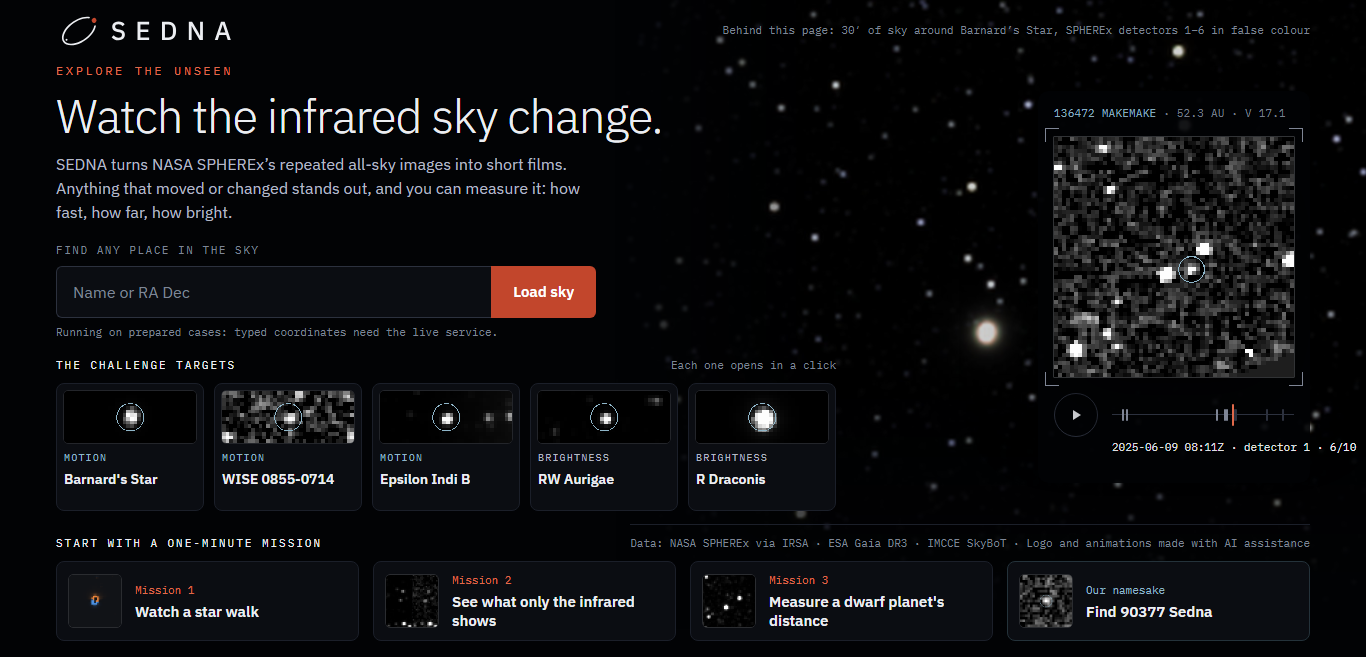 SEDNA
Behind this page: 30′ of sky around Barnard's Star, SPHEREx detectors 1–6 in false colour
EXPLORE THE UNSEEN
Watch the infrared sky change.
SEDNA turns NASA SPHEREx's repeated all-sky images into short films.
Anything that moved or changed stands out, and you can measure it: how
fast, how far, how bright.
FIND ANY PLACE IN THE SKY
Name or RA Dec
Load sky
Running on prepared cases: typed coordinates need the live service.
136472 MAKEMAKE · 52.3 AU · V 17.1
2025-06-09 08:11Z · detector 1 · 6/10
THE CHALLENGE TARGETS
Each one opens in a click
MOTION
Barnard's Star
MOTION
WISE 0855-0714
MOTION
Epsilon Indi B
BRIGHTNESS
RW Aurigae
BRIGHTNESS
R Draconis
START WITH A ONE-MINUTE MISSION
Data: NASA SPHEREx via IRSA · ESA Gaia DR3 · IMCCE SkyBoT · Logo and animations made with AI assistance
Mission 1
Watch a star walk
Mission 2
See what only the infrared
shows
Mission 3
Measure a dwarf planet's
distance
Our namesake
Find 90377 Sedna